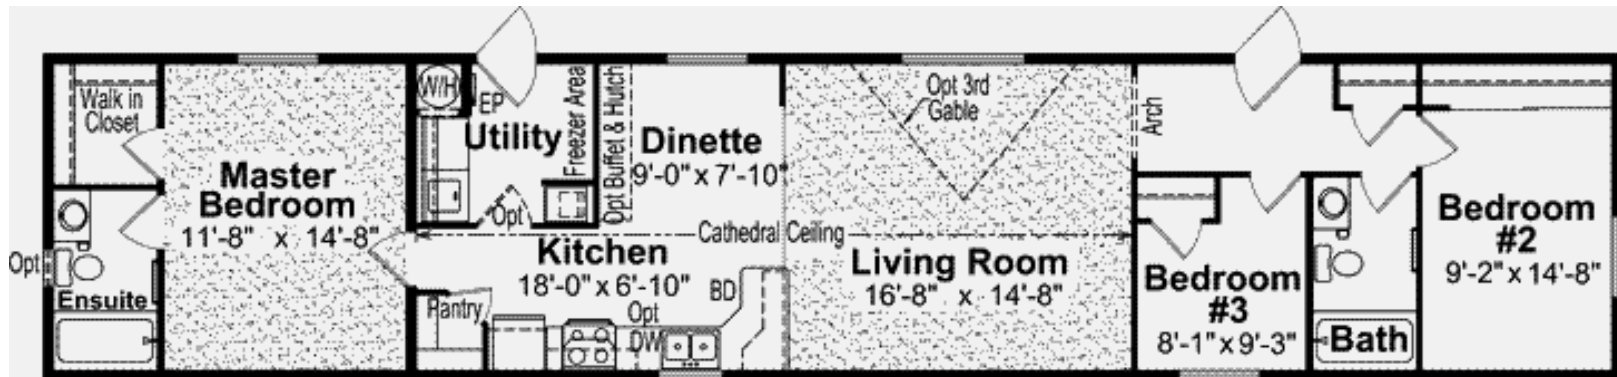 Walk in
Closet
Master
Bedroom
11'-8" x 14'-8"
Opt
Ensuite
W/H
EP
Utility
Freezer Area
Opt
Opt Buffet & Hutch
Dinette
9'-0" x 7'-10"
Kitchen
18'-0" x 6'-10"
Pantry
Opt
DW
BD
Cathedral Ceiling
Opt 3rd
Gable
Living Room
16'-8" x 14'-8"
Arch
Bedroom
#3
8'-1" x 9'-3"
Bath
Bedroom
#2
9'-2" x 14'-8"